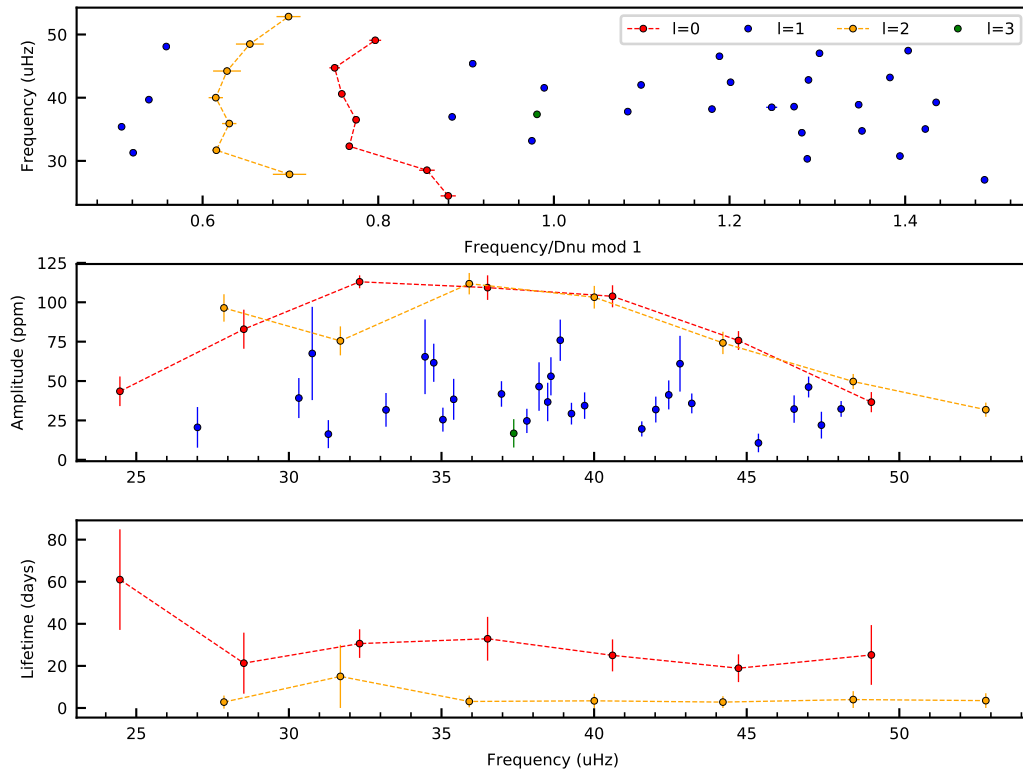 50
40
30
Frequency (uHz)
l=0 l=1 l=2 l=3
0.6 0.8 1.0 1.2 1.4
Frequency/Dnu mod 1
125
100
75
50
25
0
Amplitude (ppm)
25 30 35 40 45 50
80
60
40
20
0
Lifetime (days)
25 30 35 40 45 50
Frequency (uHz)